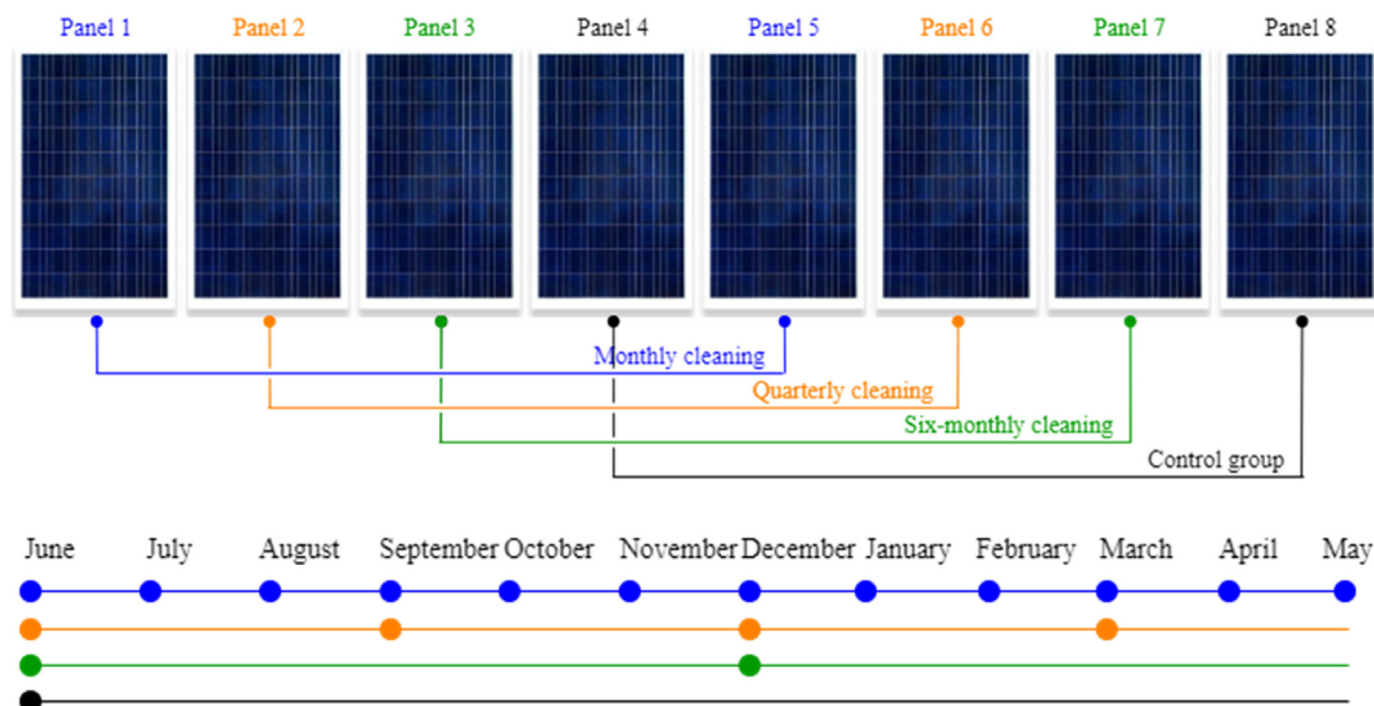 Panel 1 Panel 2 Panel 3 Panel 4 Panel 5 Panel 6 Panel 7 Panel 8
Monthly cleaning
Quarterly cleaning
Six-monthly cleaning
Control group
June July August September October November December January February March April May